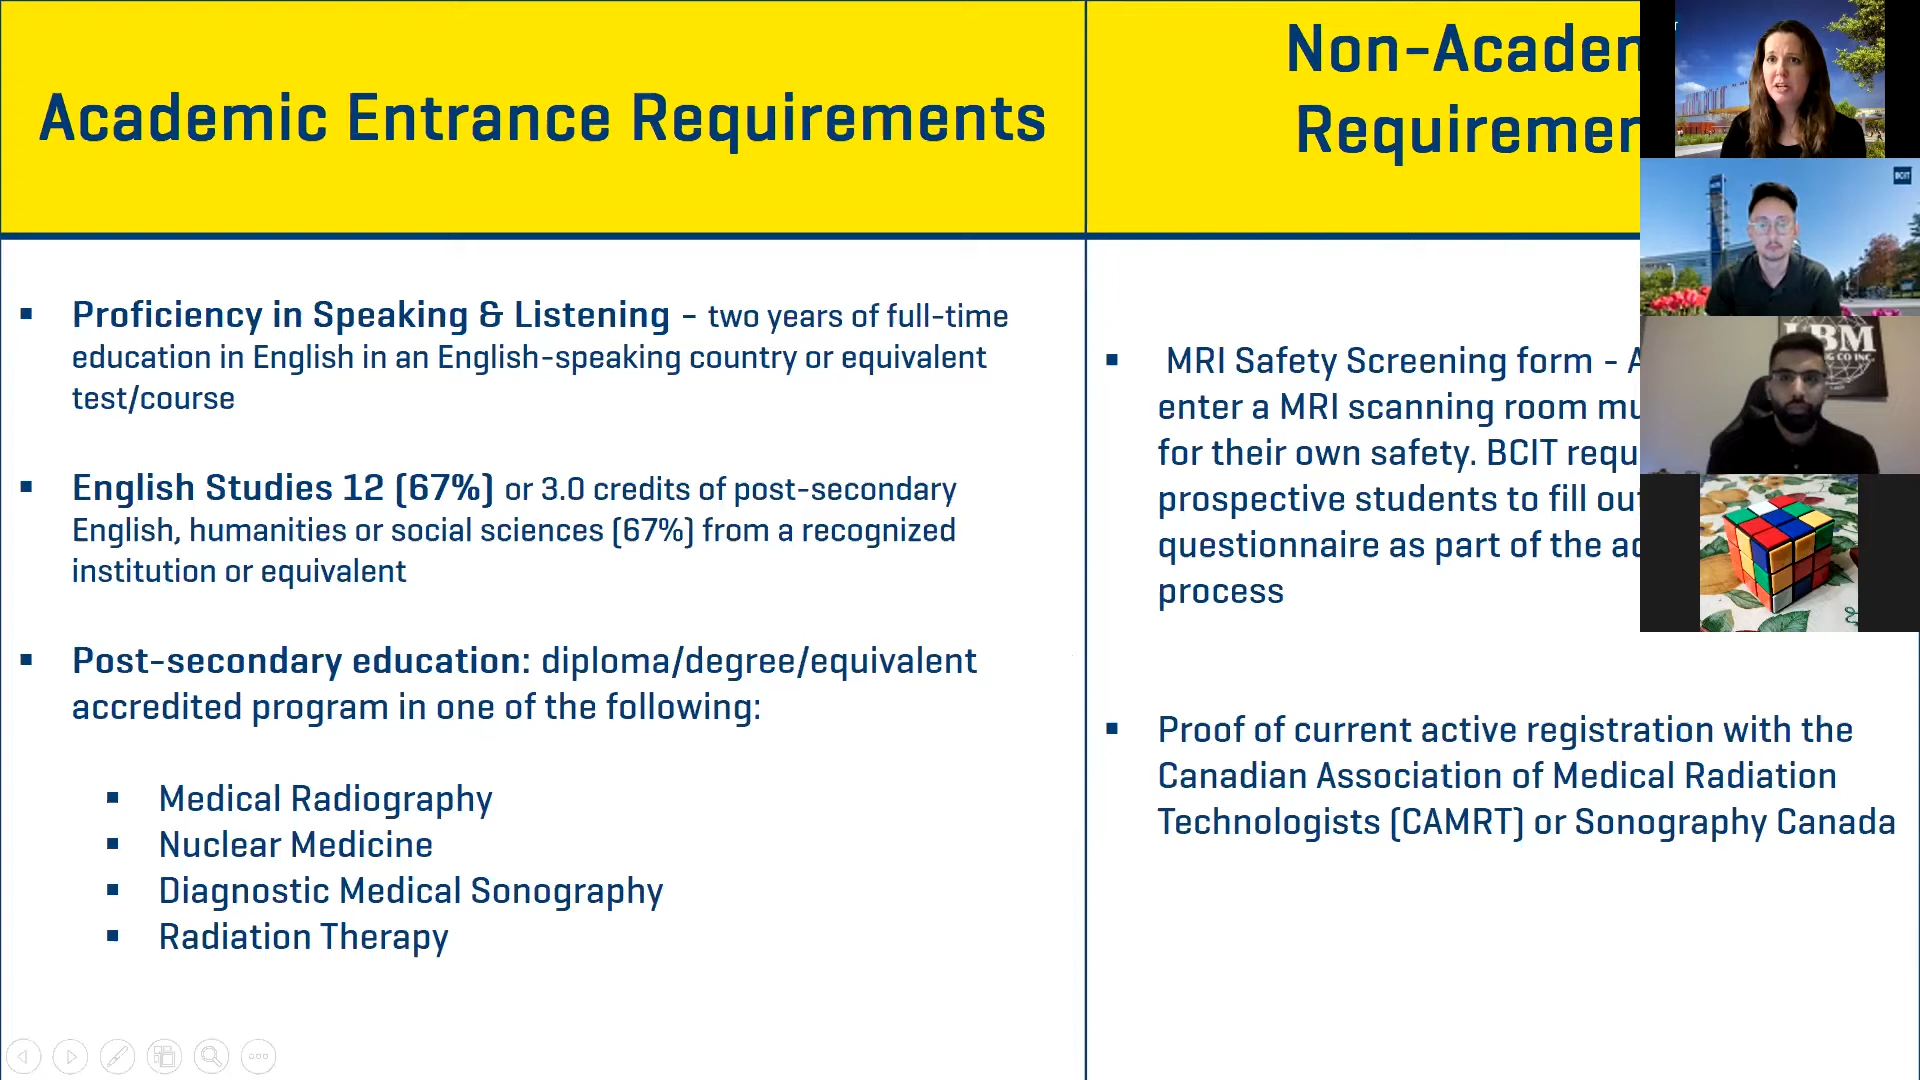 Academic Entrance Requirements
▪ Proficiency in Speaking & Listening – two years of full-time
education in English in an English-speaking country or equivalent
test/course
▪ English Studies 12 (67%) or 3.0 credits of post-secondary
English, humanities or social sciences (67%) from a recognized
institution or equivalent
▪ Post-secondary education: diploma/degree/equivalent
accredited program in one of the following:
▪ Medical Radiography
▪ Nuclear Medicine
▪ Diagnostic Medical Sonography
▪ Radiation Therapy
Non-Academ
Requiremen
▪ MRI Safety Screening form -
enter a MRI scanning room
for their own safety. BCIT
prospective students to fill
questionnaire as part of the
process
▪ Proof of current active registration with the
Canadian Association of Medical Radiation
Technologists (CAMRT) or Sonography Canada
BCIT